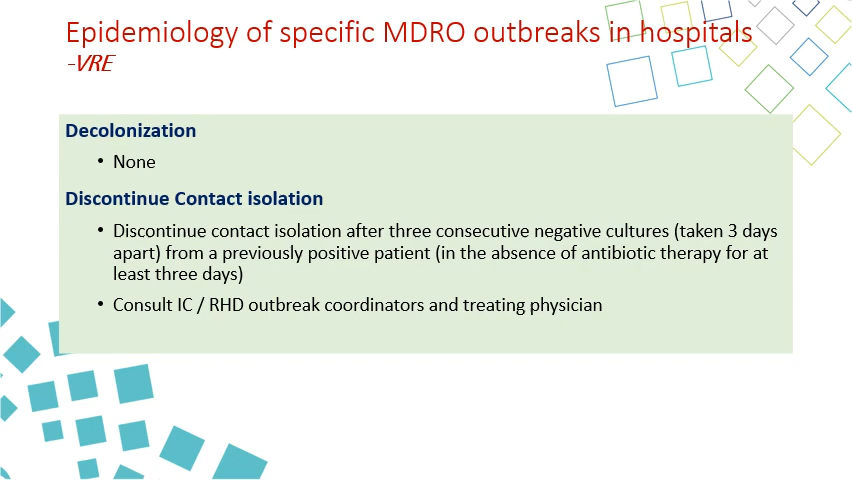 Epidemiology of specific MDRO outbreaks in hospitals
-VRE
Decolonization
• None
Discontinue Contact isolation
• Discontinue contact isolation after three consecutive negative cultures (taken 3 days
apart) from a previously positive patient (in the absence of antibiotic therapy for at
least three days)
• Consult IC / RHD outbreak coordinators and treating physician